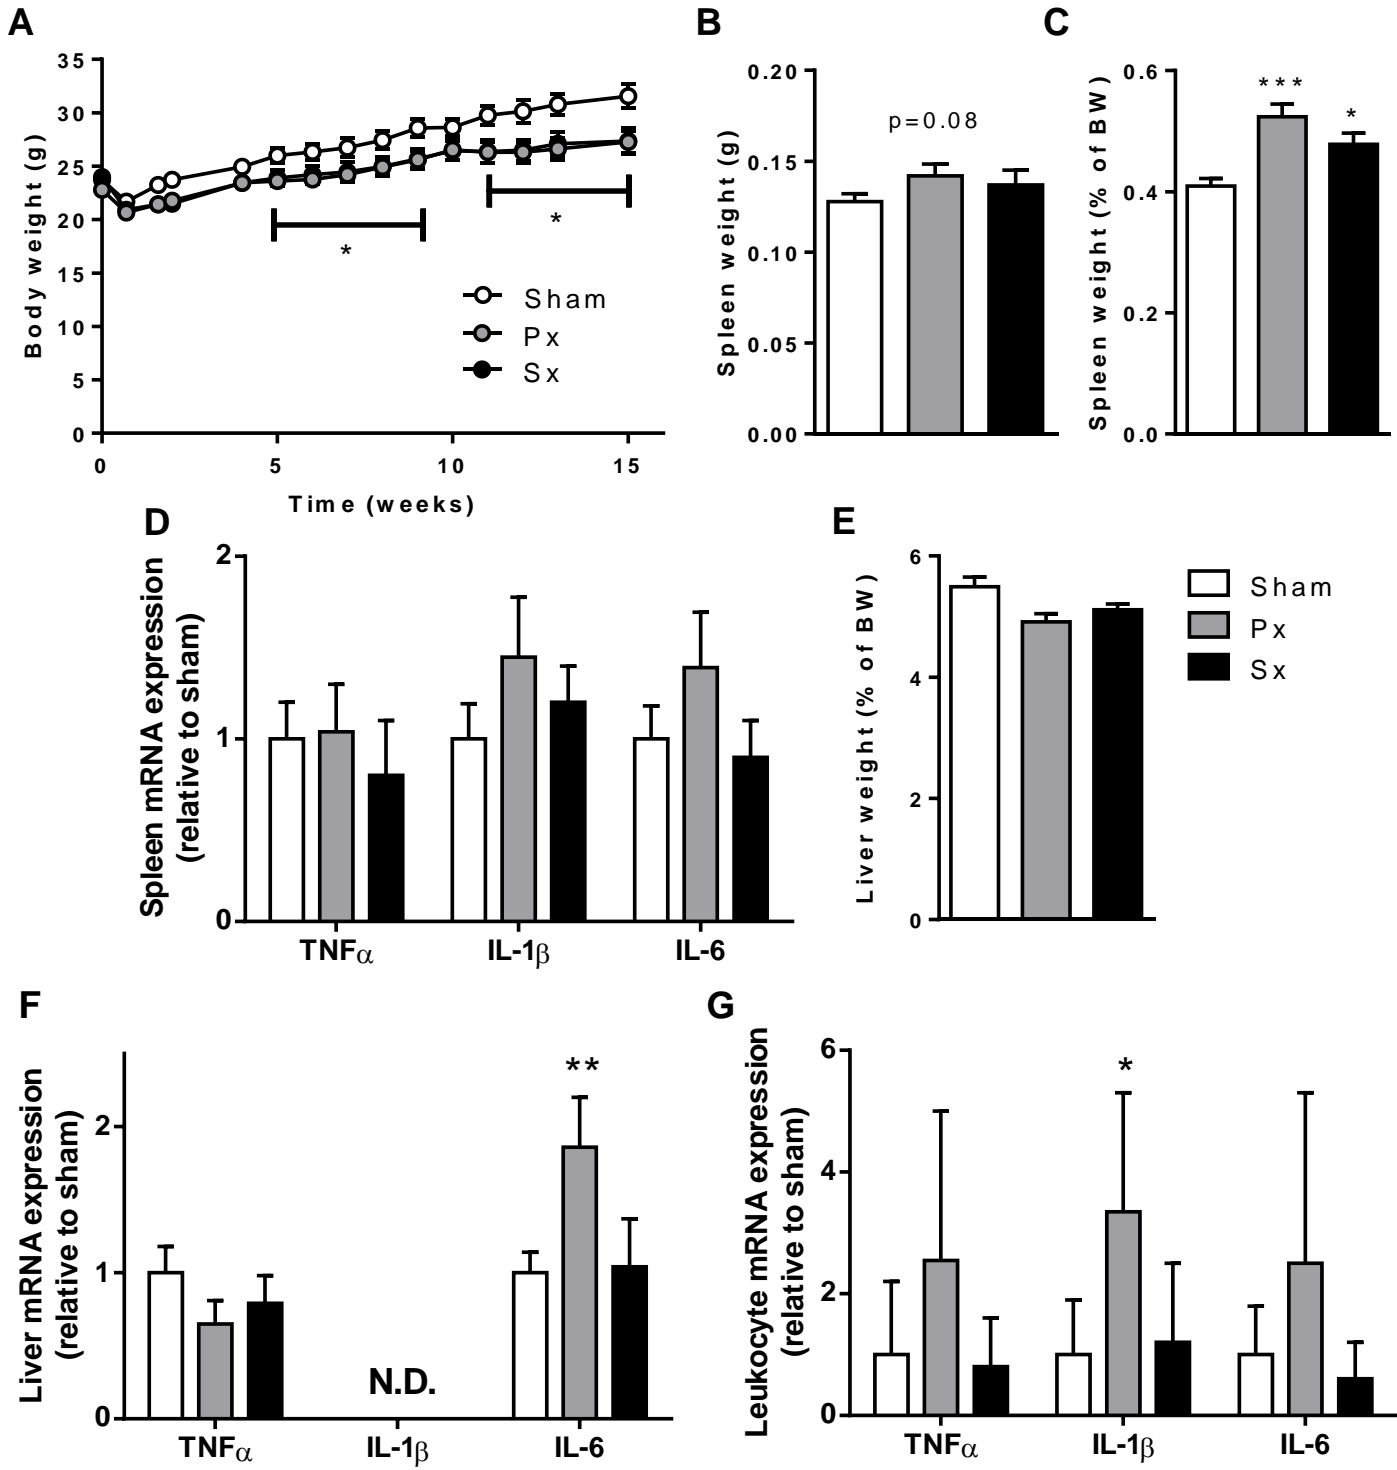 A
Body weight (g)
35
30
25
20
15
10
5
0
0
5
10
15
Time (weeks)
*
*
Sham
Px
Sx
B
Spleen weight (g)
0.20
0.15
0.10
0.05
0.00
p=0.08
C
Spleen weight (% of BW)
0.6
0.4
0.2
0.0
***
*
D
Spleen mRNA expression
(relative to sham)
2
1
0
TNFα
IL-1β
IL-6
E
Liver weight (% of BW)
6
4
2
0
Sham
Px
Sx
F
Liver mRNA expression
(relative to sham)
2
1
0
**
N.D.
TNFα
IL-1β
IL-6
G
Leukocyte mRNA expression
(relative to sham)
6
4
2
0
*
TNFα
IL-1β
IL-6